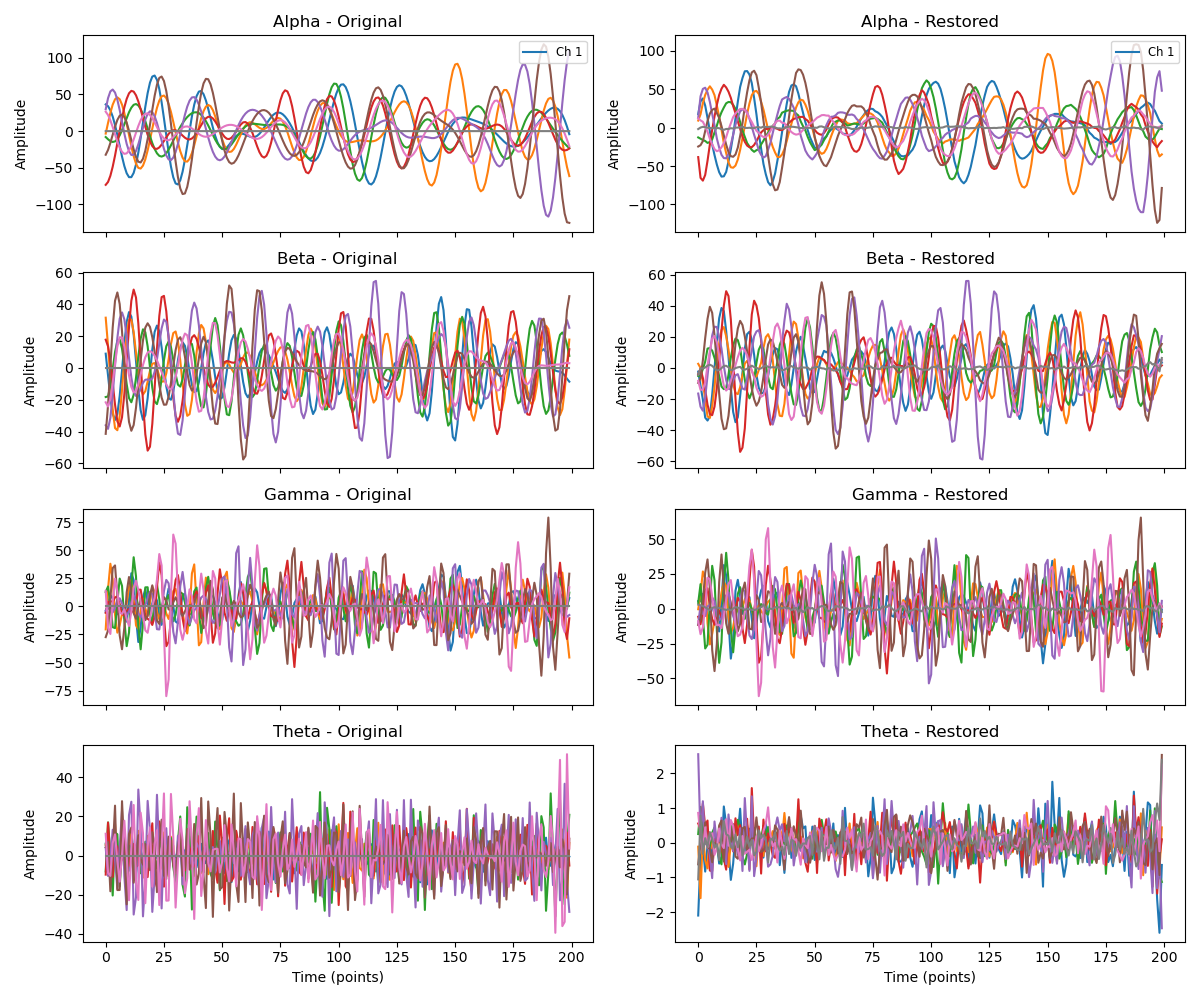 Alpha - Original
Amplitude
100
50
0
−50
−100
Ch 1
Alpha - Restored
Amplitude
100
50
0
−50
−100
Ch 1
Beta - Original
Amplitude
60
40
20
0
−20
−40
−60
Beta - Restored
Amplitude
60
40
20
0
−20
−40
−60
Gamma - Original
Amplitude
75
50
25
0
−25
−50
−75
Gamma - Restored
Amplitude
50
25
0
−25
−50
Theta - Original
Amplitude
40
20
0
−20
−40
0 25 50 75 100 125 150 175 200
Time (points)
Theta - Restored
Amplitude
2
1
0
−1
−2
0 25 50 75 100 125 150 175 200
Time (points)